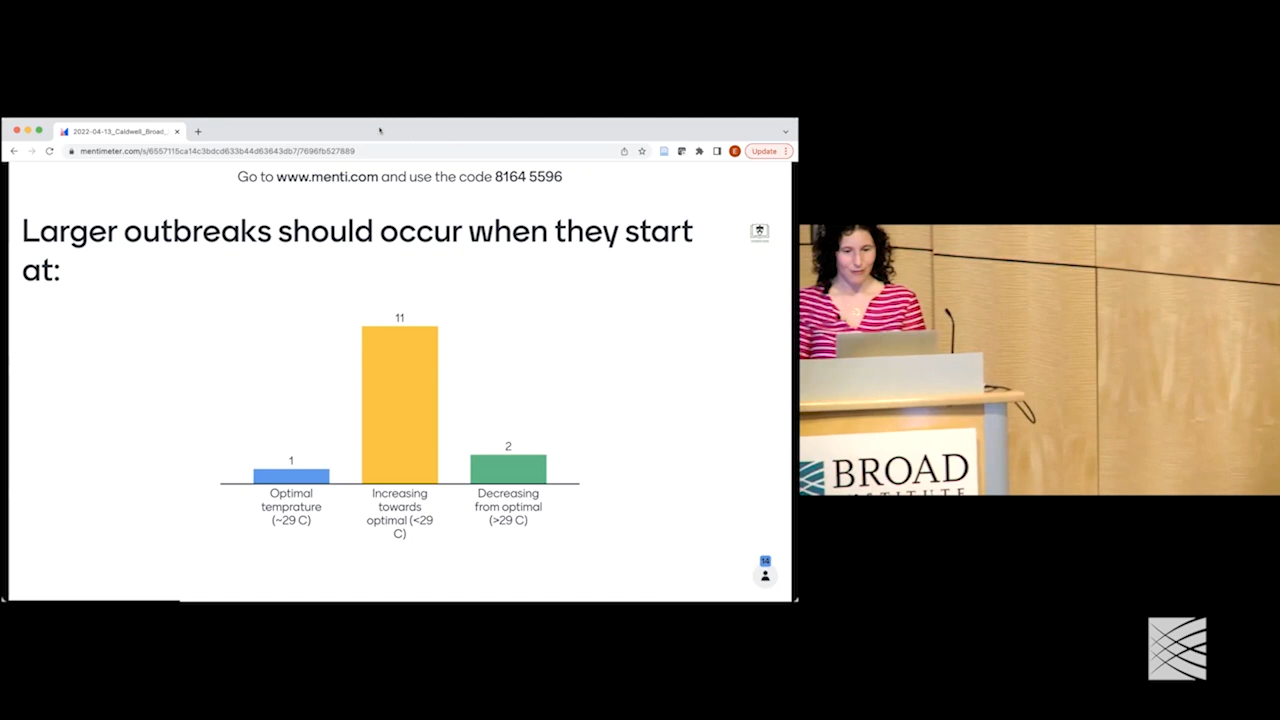 2022-04-13_Caldwell_Broad_
mentimeter.com/s/6557115ca14c3bdcd633b44d63643db7/7696fb527889
E
Update
Go to www.menti.com and use the code 8164 5596
Larger outbreaks should occur when they start
at:
11
2
1
Optimal
temprature
(~29 C)
Increasing
towards
optimal (<29
C)
Decreasing
from optimal
(>29 C)
14
BROAD
INSTITUTE